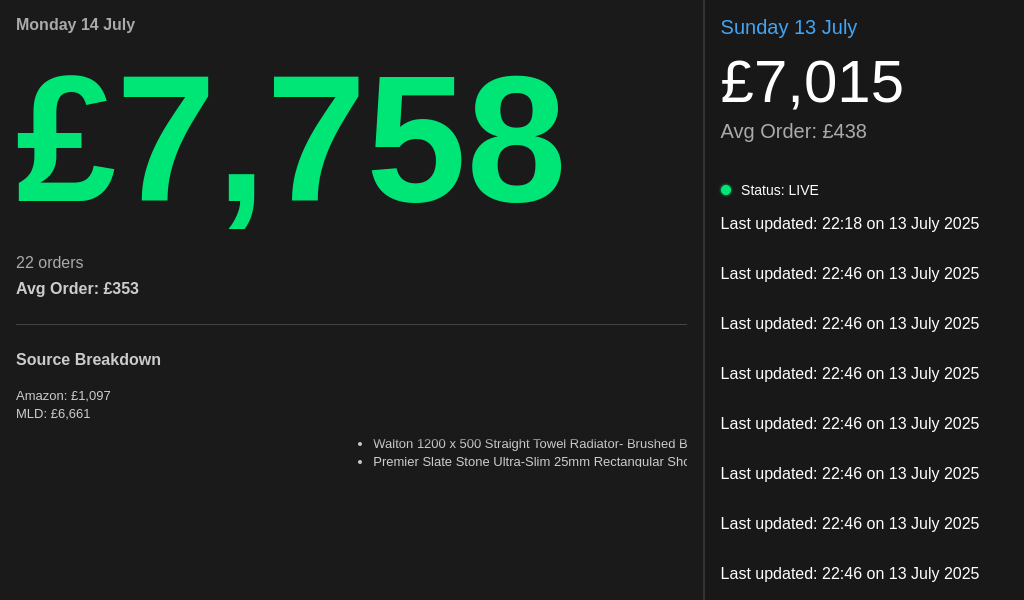 Monday 14 July
£7,758
22 orders
Avg Order: £353
Source Breakdown
Amazon: £1,097
MLD: £6,661
• Walton 1200 x 500 Straight Towel Radiator- Brushed B
• Premier Slate Stone Ultra-Slim 25mm Rectangular Sho
Sunday 13 July
£7,015
Avg Order: £438
Status: LIVE
Last updated: 22:18 on 13 July 2025
Last updated: 22:46 on 13 July 2025
Last updated: 22:46 on 13 July 2025
Last updated: 22:46 on 13 July 2025
Last updated: 22:46 on 13 July 2025
Last updated: 22:46 on 13 July 2025
Last updated: 22:46 on 13 July 2025
Last updated: 22:46 on 13 July 2025